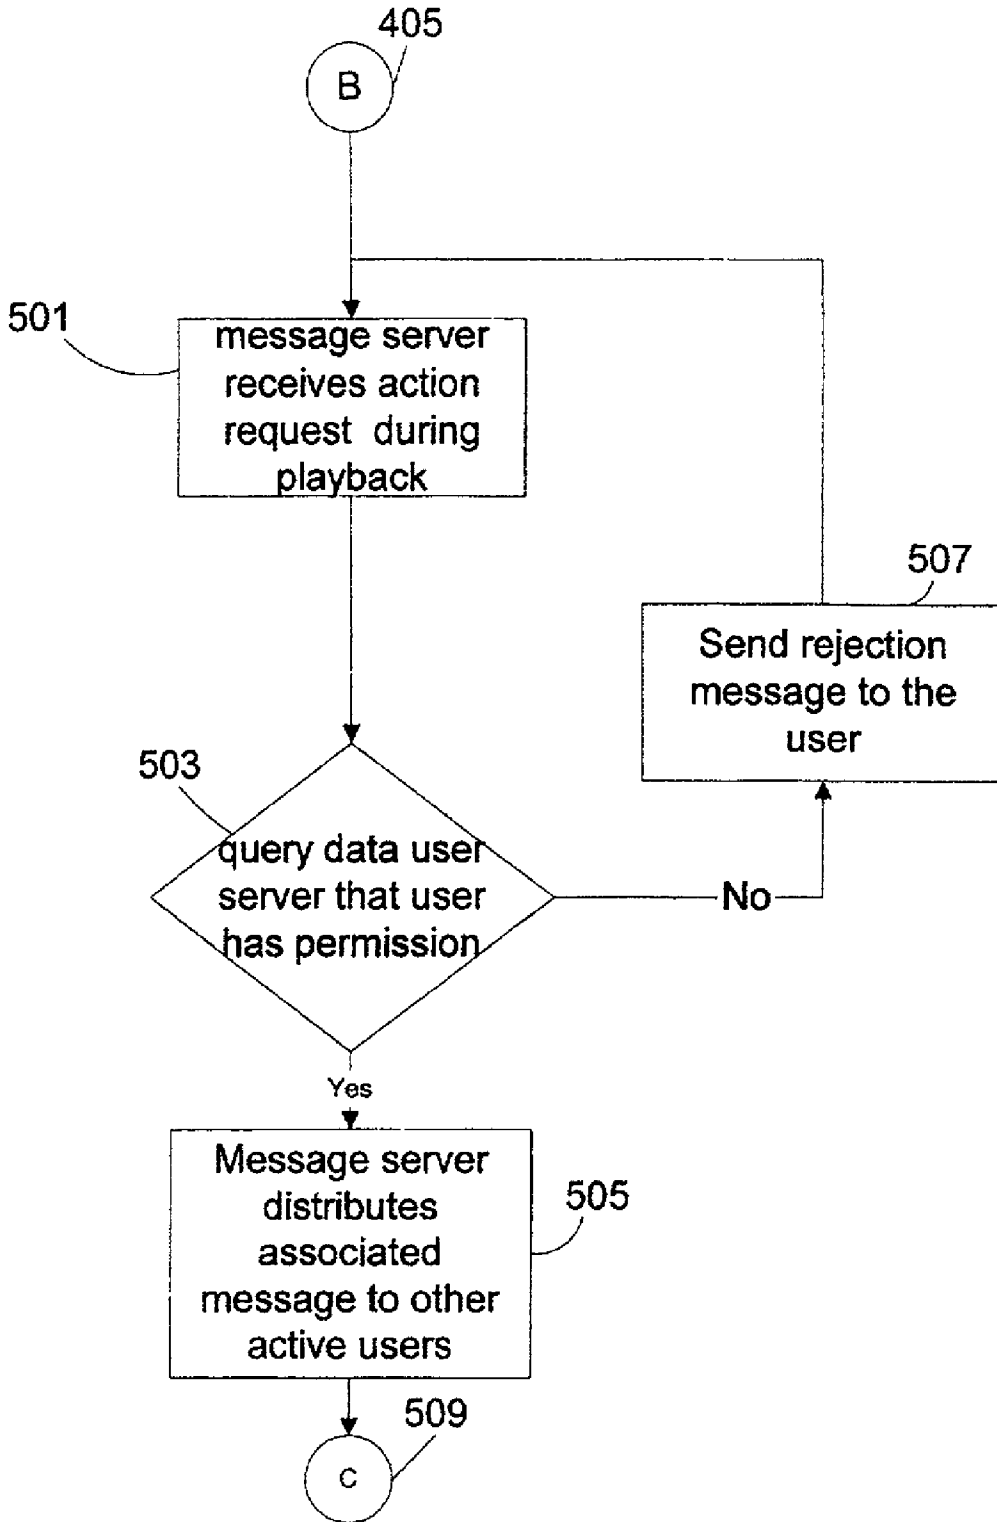 405
B
501
message server
receives action
request during
playback
507
Send rejection
message to the
user
503
query data user
server that user
has permission
No
Yes
Message server
distributes
associated
message to other
active users
505
509
C